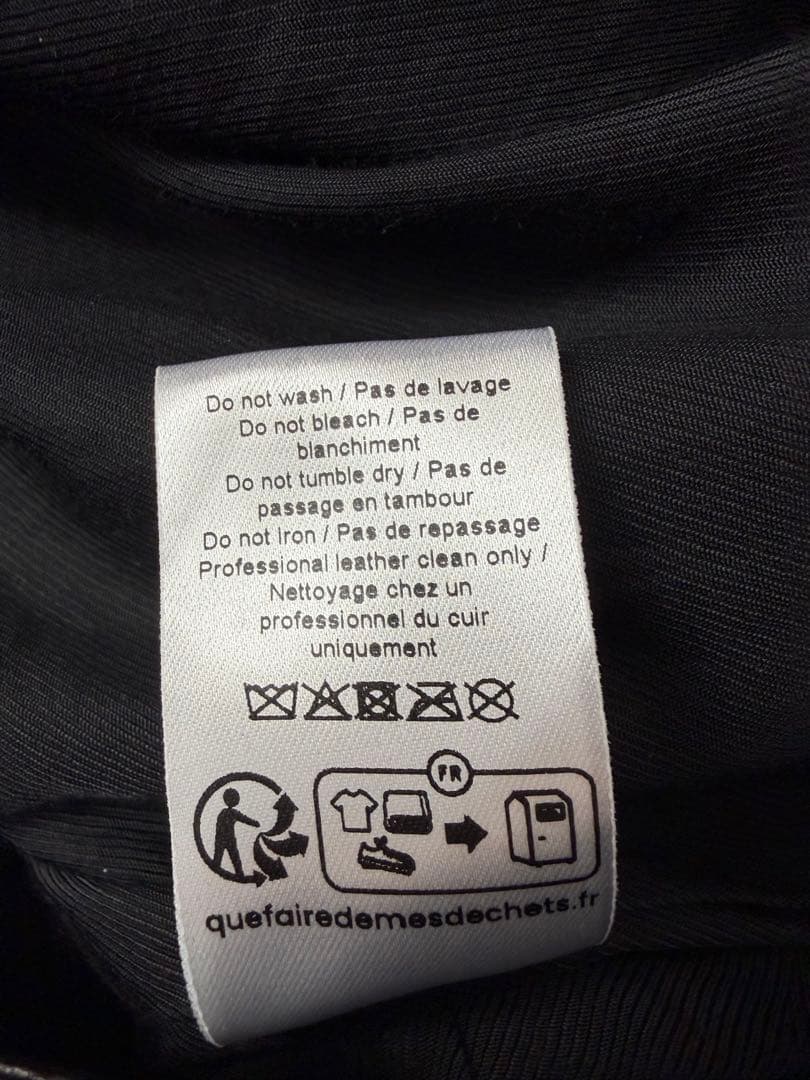 Do not wash / Pas de lavage
Do not bleach / Pas de
blanchiment
Do not tumble dry / Pas de
passage en tambour
Do not iron / Pas de repassage
Professional leather clean only /
Nettoyage chez un
professionnel du cuir
uniquement
FR
quefairedemesdechets.fr